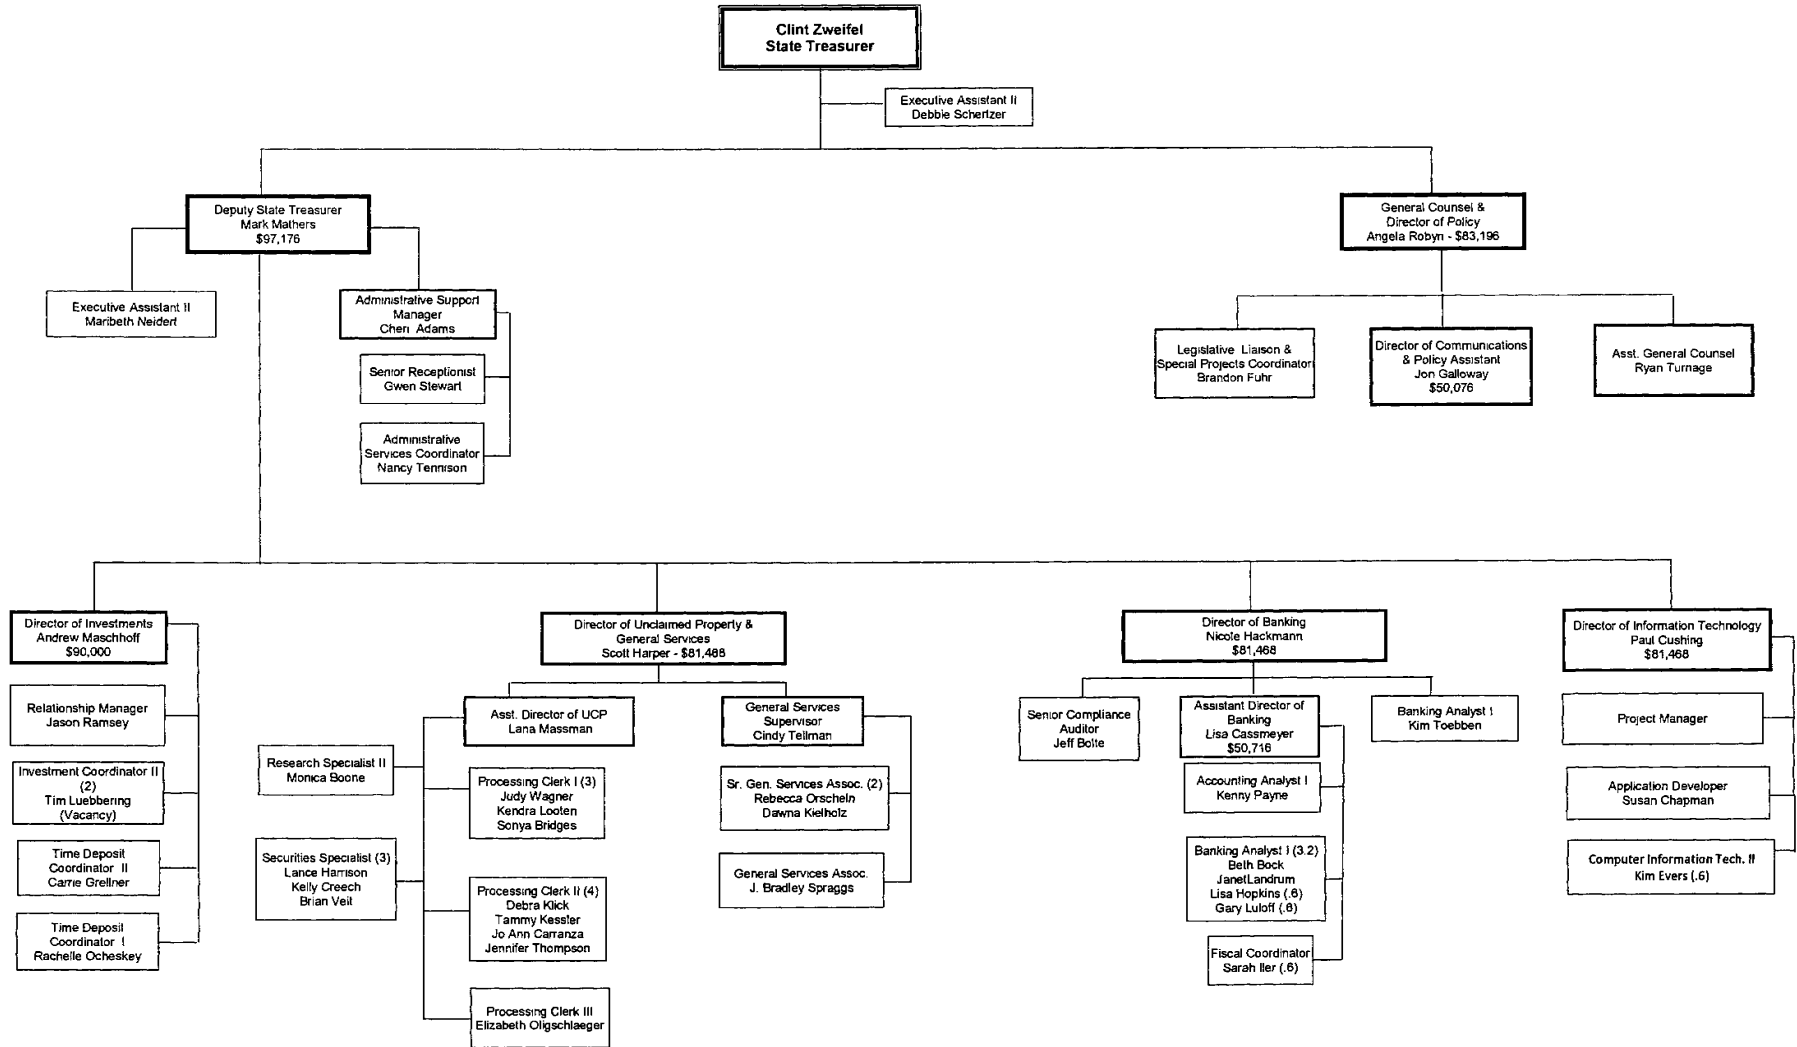 Clint Zweifel
State Treasurer
Executive Assistant II
Debbie Schertzer
Deputy State Treasurer
Mark Mathers
$97,176
General Counsel &
Director of Policy
Angela Robyn - $83,196
Executive Assistant II
Maribeth Neidert
Administrative Support
Manager
Cheri Adams
Senior Receptionist
Gwen Stewart
Administrative
Services Coordinator
Nancy Tennison
Legislative Liaison &
Special Projects Coordinator
Brandon Fuhr
Director of Communications
& Policy Assistant
Jon Galloway
$50,076
Asst. General Counsel
Ryan Turnage
Director of Investments
Andrew Maschhoff
$90,000
Relationship Manager
Jason Ramsey
Investment Coordinator II
(2)
Tim Luebbering
(Vacancy)
Time Deposit
Coordinator II
Carrie Grellner
Time Deposit
Coordinator I
Rachelle Ocheskey
Director of Unclaimed Property &
General Services
Scott Harper - $81,468
Asst. Director of UCP
Lana Massman
Research Specialist II
Monica Boone
Securities Specialist (3)
Lance Harrison
Kelly Creech
Brian Veit
Processing Clerk I (3)
Judy Wagner
Kendra Looten
Sonya Bridges
Processing Clerk II (4)
Debra Klick
Tammy Kessler
Jo Ann Carranza
Jennifer Thompson
Processing Clerk III
Elizabeth Oligschlaeger
General Services
Supervisor
Cindy Tellman
Sr. Gen. Services Assoc. (2)
Rebecca Orscheln
Dawna Kielholz
General Services Assoc.
J. Bradley Spraggs
Director of Banking
Nicole Hackmann
$81,468
Senior Compliance
Auditor
Jeff Bolte
Assistant Director of
Banking
Lisa Cassmeyer
$50,716
Banking Analyst I
Kim Toebben
Accounting Analyst I
Kenny Payne
Banking Analyst I (3.2)
Beth Bock
JanetLandrum
Lisa Hopkins (.6)
Gary Luloff (.6)
Fiscal Coordinator
Sarah Iler (.6)
Director of Information Technology
Paul Cushing
$81,468
Project Manager
Application Developer
Susan Chapman
Computer Information Tech. II
Kim Evers (.6)